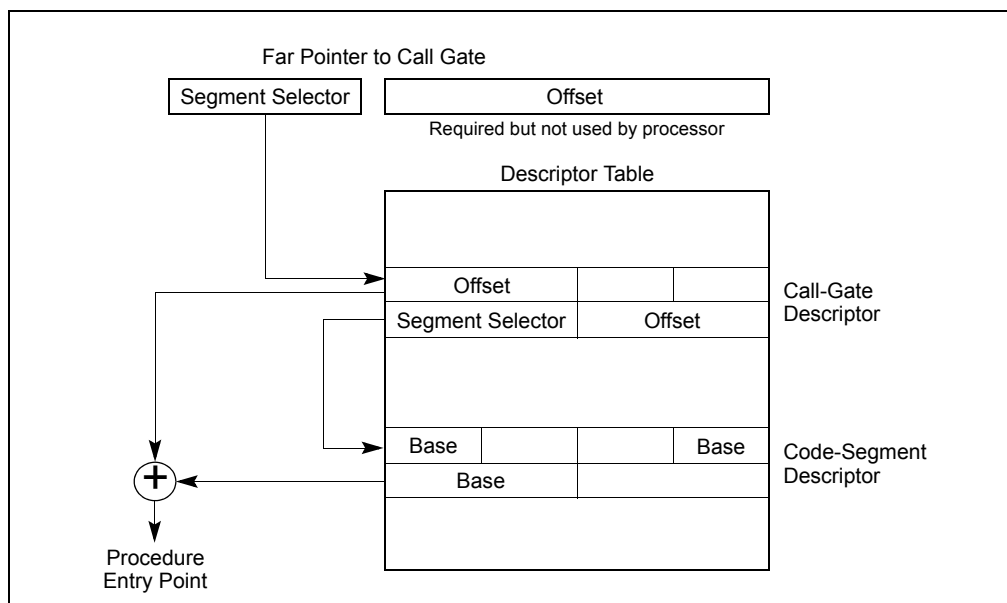 Far Pointer to Call Gate
Segment Selector
Offset
Required but not used by processor
Descriptor Table
Offset
Segment Selector
Offset
Call-Gate
Descriptor
Base
Base
Base
Code-Segment
Descriptor
+
Procedure
Entry Point